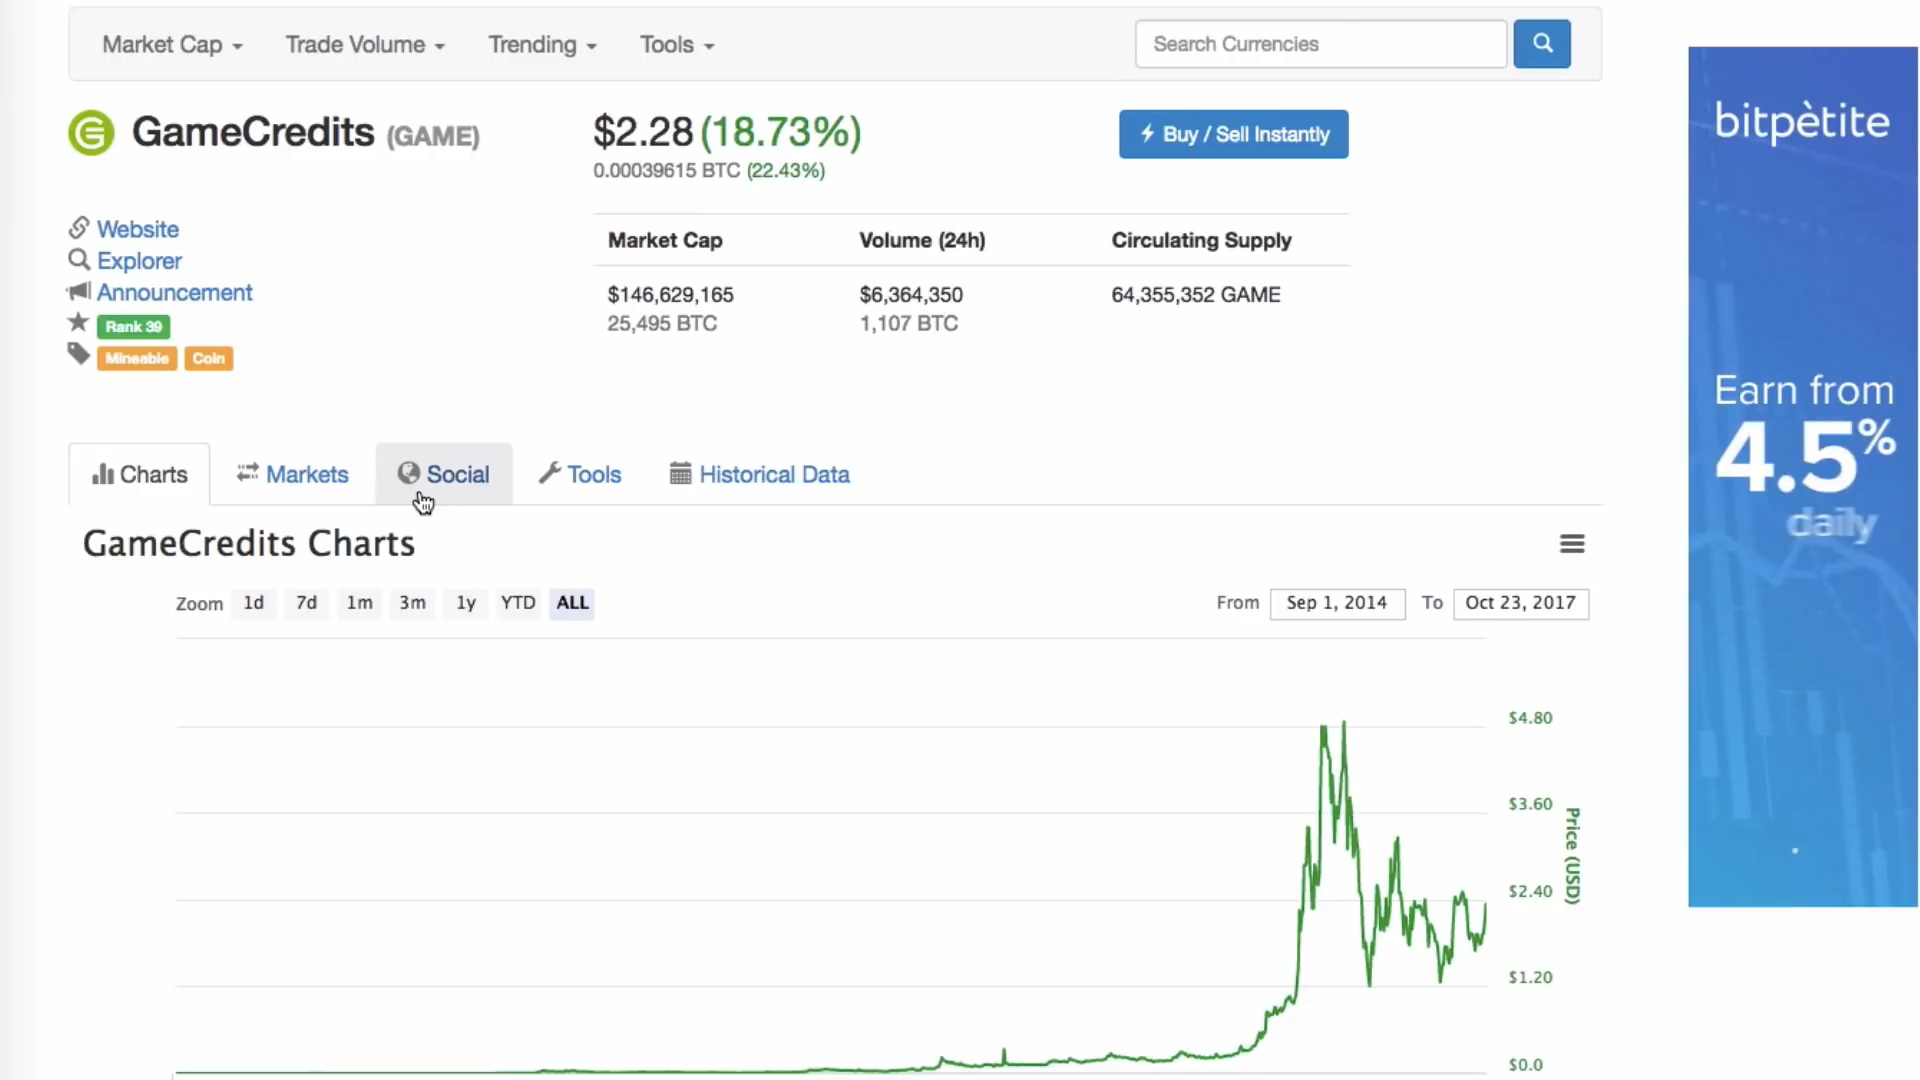 Market Cap Trade Volume Trending Tools Search Currencies
GameCredits (GAME)
$2.28 (18.73%)
0.00039615 BTC (22.43%)
Buy / Sell Instantly
Website
Explorer
Announcement
Rank 39
Mineable Coin
Market Cap Volume (24h) Circulating Supply
$146,629,165 $6,364,350 64,355,352 GAME
25,495 BTC 1,107 BTC
Charts Markets Social Tools Historical Data
GameCredits Charts
Zoom 1d 7d 1m 3m 1y YTD ALL From Sep 1, 2014 To Oct 23, 2017
$4.80
$3.60
$2.40
$1.20
$0.0
Price (USD)
bitpètite
Earn from
4.5%
daily